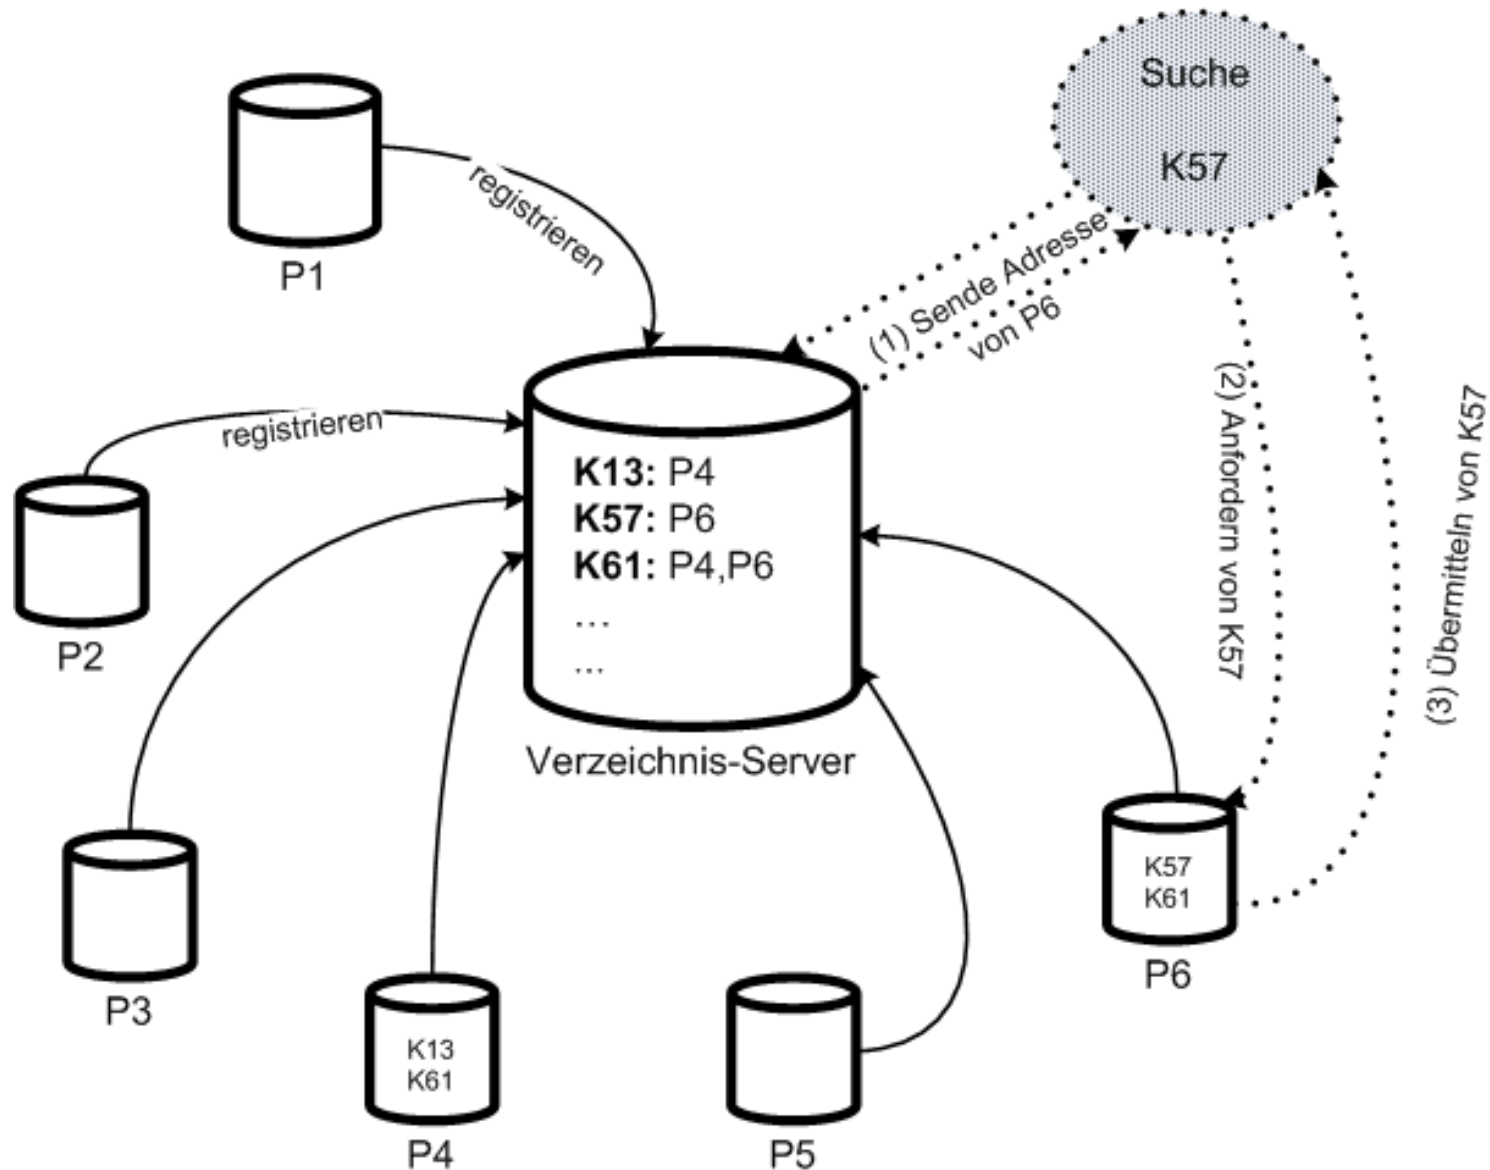 Suche
K57
registrieren
P1
(1) Sende Adresse
von P6
registrieren
(2) Anfordern von K57
(3) Übermitteln von K57
K13: P4
K57: P6
K61: P4,P6
...
...
P2
Verzeichnis-Server
K57
K61
P6
P3
K13
K61
P4
P5